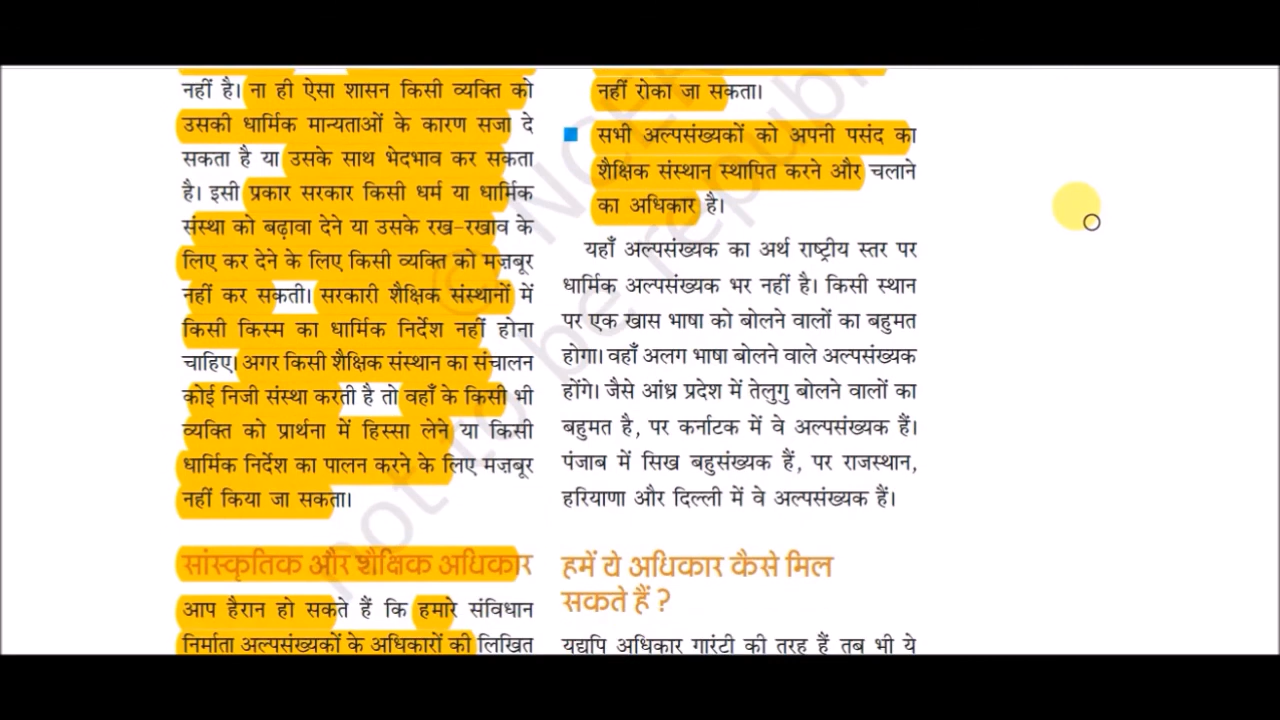 नहीं है। ना ही ऐसा शासन किसी व्यक्ति को
उसकी धार्मिक मान्यताओं के कारण सजा दे
सकता है या उसके साथ भेदभाव कर सकता
है। इसी प्रकार सरकार किसी धर्म या धार्मिक
संस्था को बढ़ावा देने या उसके रख-रखाव के
लिए कर देने के लिए किसी व्यक्ति को मज़बूर
नहीं कर सकती। सरकारी शैक्षिक संस्थानों में
किसी किस्म का धार्मिक निर्देश नहीं होना
चाहिए। अगर किसी शैक्षिक संस्थान का संचालन
कोई निजी संस्था करती है तो वहाँ के किसी भी
व्यक्ति को प्रार्थना में हिस्सा लेने या किसी
धार्मिक निर्देश का पालन करने के लिए मज़बूर
नहीं किया जा सकता।
सांस्कृतिक और शैक्षिक अधिकार
आप हैरान हो सकते हैं कि हमारे संविधान
निर्माता अल्पसंख्यकों के अधिकारों की लिखित
नहीं रोका जा सकता।
सभी अल्पसंख्यकों को अपनी पसंद का
शैक्षिक संस्थान स्थापित करने और चलाने
का अधिकार है।
यहाँ अल्पसंख्यक का अर्थ राष्ट्रीय स्तर पर
धार्मिक अल्पसंख्यक भर नहीं है। किसी स्थान
पर एक खास भाषा को बोलने वालों का बहुमत
होगा। वहाँ अलग भाषा बोलने वाले अल्पसंख्यक
होंगे। जैसे आंध्र प्रदेश में तेलुगु बोलने वालों का
बहुमत है, पर कर्नाटक में वे अल्पसंख्यक हैं।
पंजाब में सिख बहुसंख्यक हैं, पर राजस्थान,
हरियाणा और दिल्ली में वे अल्पसंख्यक हैं।
हमें ये अधिकार कैसे मिल
सकते हैं ?
यद्यपि अधिकार गारंटी की तरह हैं तब भी ये
not to be republi
© NCER